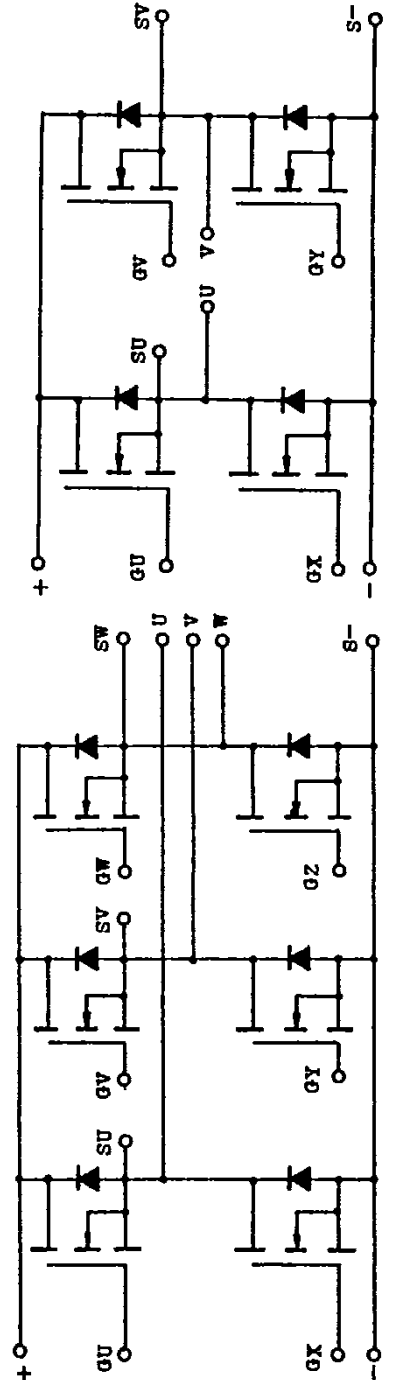 SV
S-
GV
V
GY
U
SU
GU
GX
+
-
SW
U
V
W
S-
GW
GZ
SV
GV
GY
SU
GU
GX
+
-